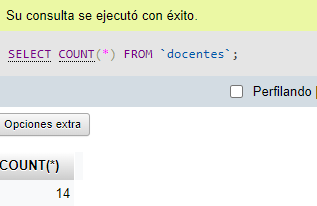 Su consulta se ejecutó con éxito.
SELECT COUNT(*) FROM `docentes`;
Perfilando
Opciones extra
COUNT(*)
14